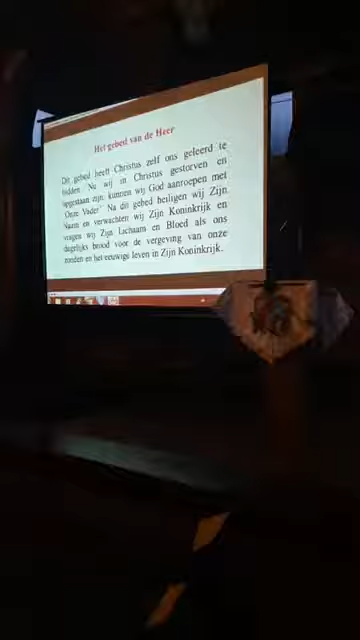 Het gebed van de Heer
Dit gebed heeft Christus zelf ons geleerd te
bidden. Nu wij in Christus gestorven en
opgestaan zijn, kunnen wij God aanroepen met
'Onze Vader'. Na dit gebed heiligen wij Zijn
Naam en verwachten wij Zijn Koninkrijk en
vragen wij Zijn Lichaam en Bloed als ons
dagelijks brood voor de vergeving van onze
zonden en het eeuwige leven in Zijn Koninkrijk.